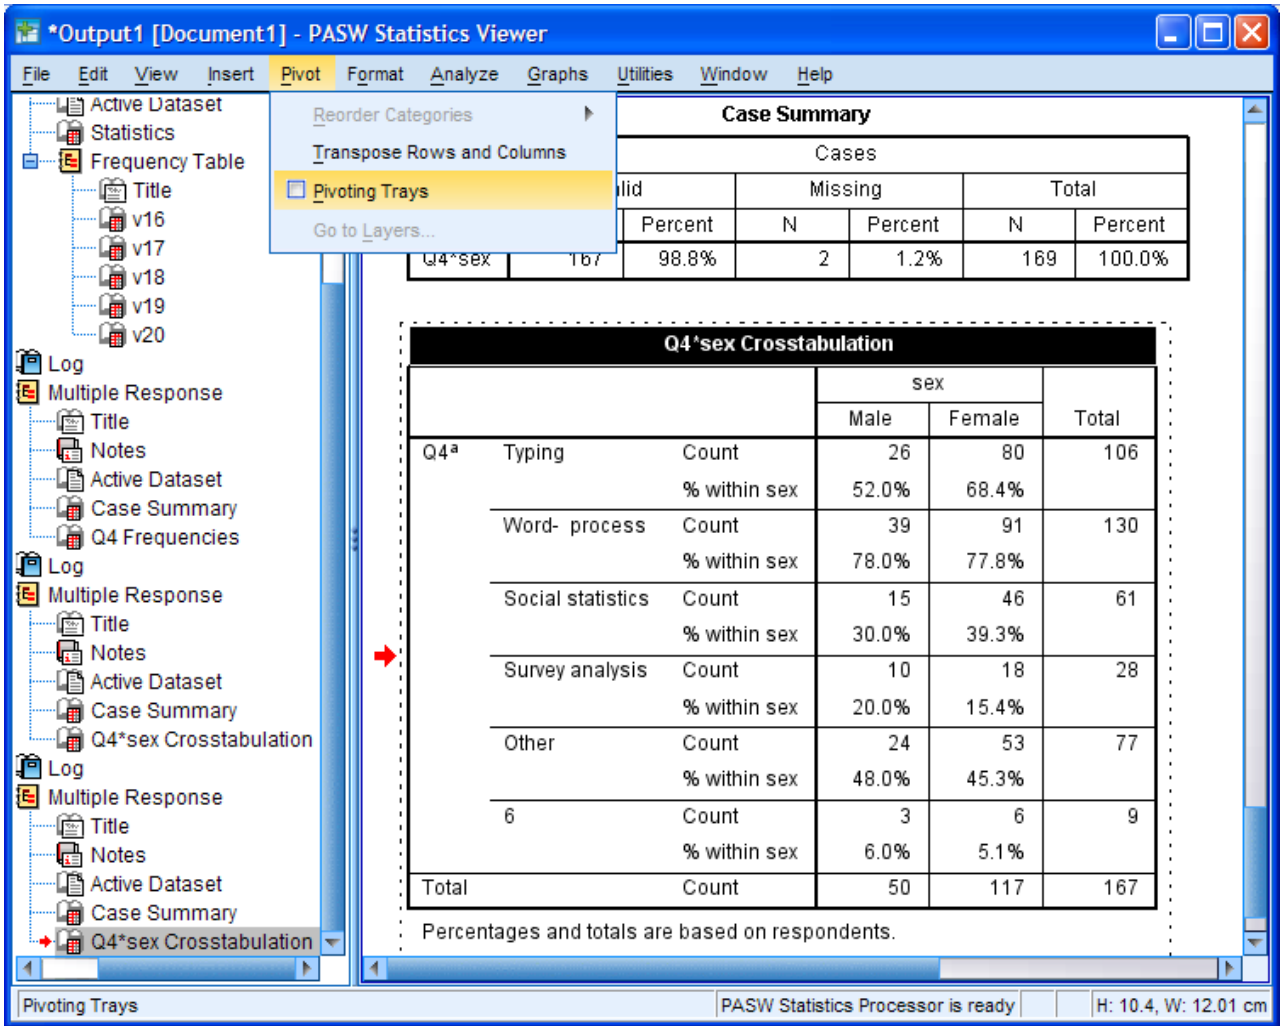 *Output1 [Document1] - PASW Statistics Viewer
File Edit View Insert Pivot Format Analyze Graphs Utilities Window Help
Reorder Categories
Transpose Rows and Columns
Pivoting Trays
Go to Layers...
Active Dataset
Statistics
Frequency Table
Title
v16
v17
v18
v19
v20
Log
Multiple Response
Title
Notes
Active Dataset
Case Summary
Q4 Frequencies
Log
Multiple Response
Title
Notes
Active Dataset
Case Summary
Q4*sex Crosstabulation
Log
Multiple Response
Title
Notes
Active Dataset
Case Summary
Q4*sex Crosstabulation
Case Summary
Cases
lid Missing Total
Percent N Percent N Percent
Q4*sex 167 98.8% 2 1.2% 169 100.0%
Q4*sex Crosstabulation
sex
Male Female Total
Q4ª Typing Count 26 80 106
% within sex 52.0% 68.4%
Word- process Count 39 91 130
% within sex 78.0% 77.8%
Social statistics Count 15 46 61
% within sex 30.0% 39.3%
Survey analysis Count 10 18 28
% within sex 20.0% 15.4%
Other Count 24 53 77
% within sex 48.0% 45.3%
6 Count 3 6 9
% within sex 6.0% 5.1%
Total Count 50 117 167
Percentages and totals are based on respondents.
Pivoting Trays PASW Statistics Processor is ready H: 10.4, W: 12.01 cm